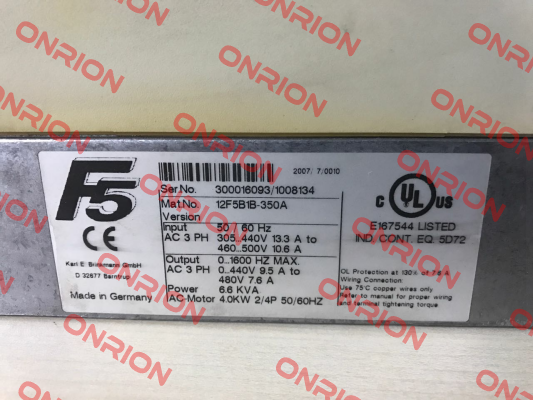 ONRION
ONRION
ONRION
F5
CE
Karl E. Brinkmann GmbH
D 32677 Barntrup
Made in Germany
2007/ 7/0010
Ser.No. 300016093/1008134
Mat.No. 12F5B1B-350A
Version
Input 50 / 60 Hz
AC 3 PH 305..440V 13.3 A to
460..500V 10.6 A
Output 0...1600 HZ MAX.
AC 3 PH 0..440V 9.5 A to
480V 7.6 A
Power 6.6 KVA
AC-Motor 4.0KW 2/4P 50/60HZ
C UL US
E167544 LISTED
IND. CONT. EQ. 5D72
OL Protection at 130% of 7.6 A
Wiring Connection:
Use 75°C copper wires only
Refer to manual for proper wiring
and terminal tightening torque
ONRION
ONRION
ONRION